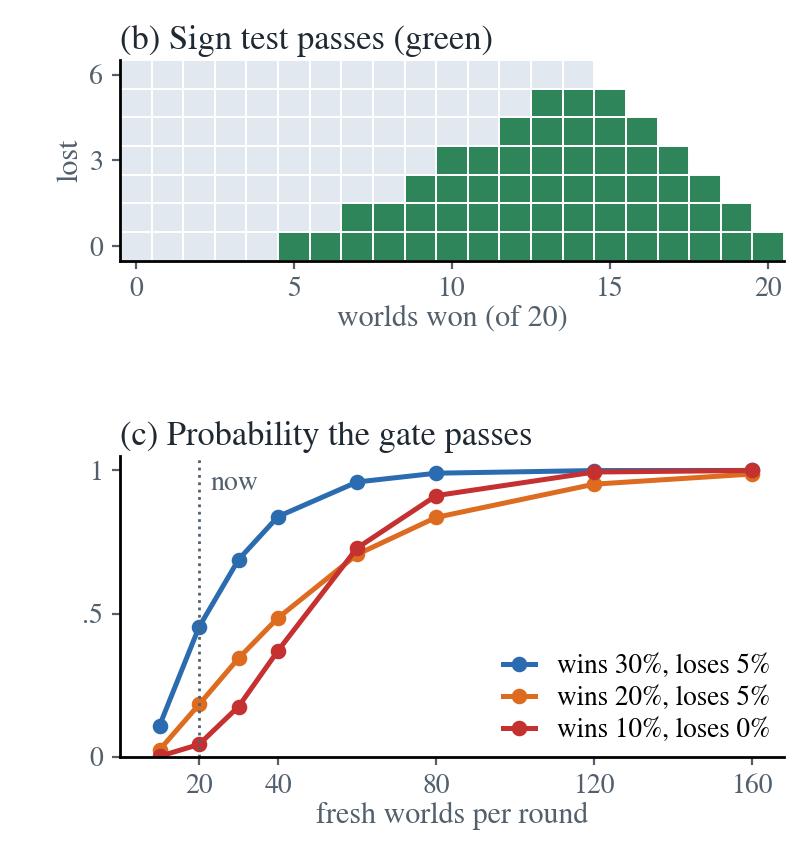 (b) Sign test passes (green)
6
3
0
lost
0 5 10 15 20
worlds won (of 20)
(c) Probability the gate passes
1
.5
0
now
wins 30%, loses 5%
wins 20%, loses 5%
wins 10%, loses 0%
20 40 80 120 160
fresh worlds per round